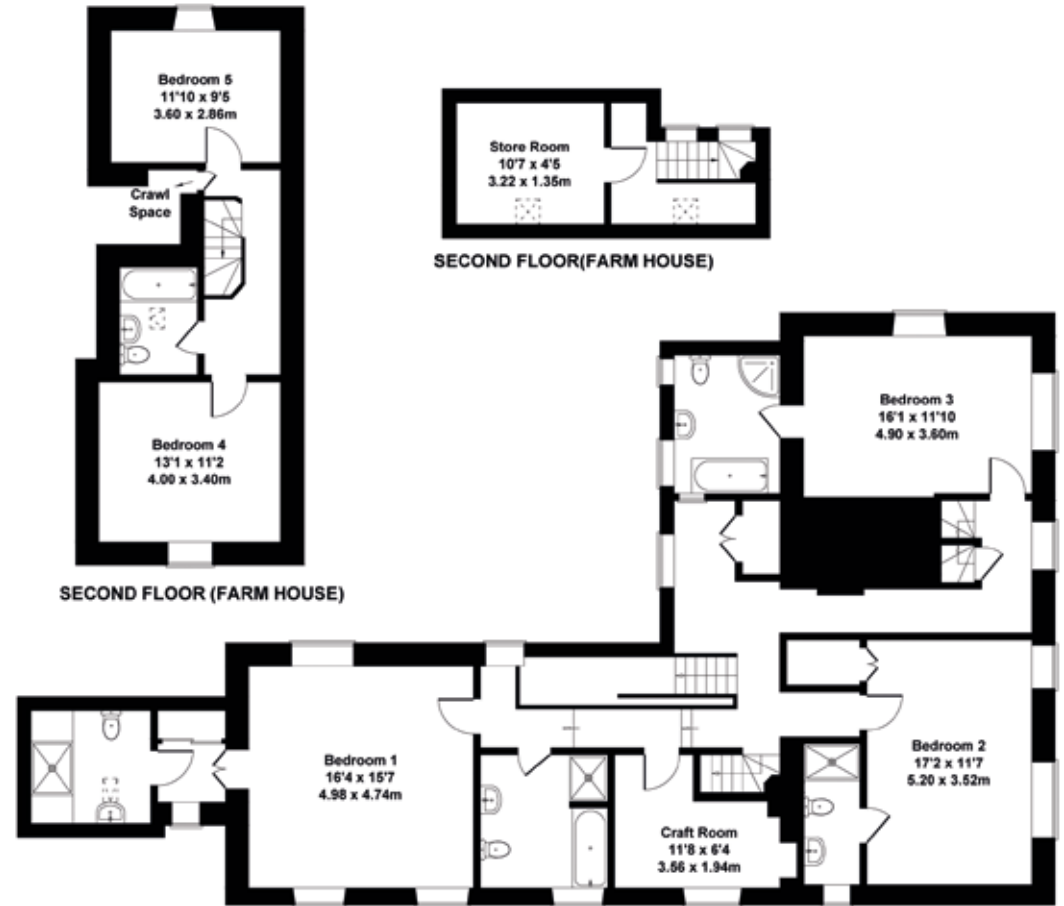 Bedroom 5
11'10 x 9'5
3.60 x 2.86m
Crawl
Space
Bedroom 4
13'1 x 11'2
4.00 x 3.40m
SECOND FLOOR (FARM HOUSE)
Store Room
10'7 x 4'5
3.22 x 1.35m
SECOND FLOOR(FARM HOUSE)
Bedroom 3
16'1 x 11'10
4.90 x 3.60m
Bedroom 1
16'4 x 15'7
4.98 x 4.74m
Craft Room
11'8 x 6'4
3.56 x 1.94m
Bedroom 2
17'2 x 11'7
5.20 x 3.52m